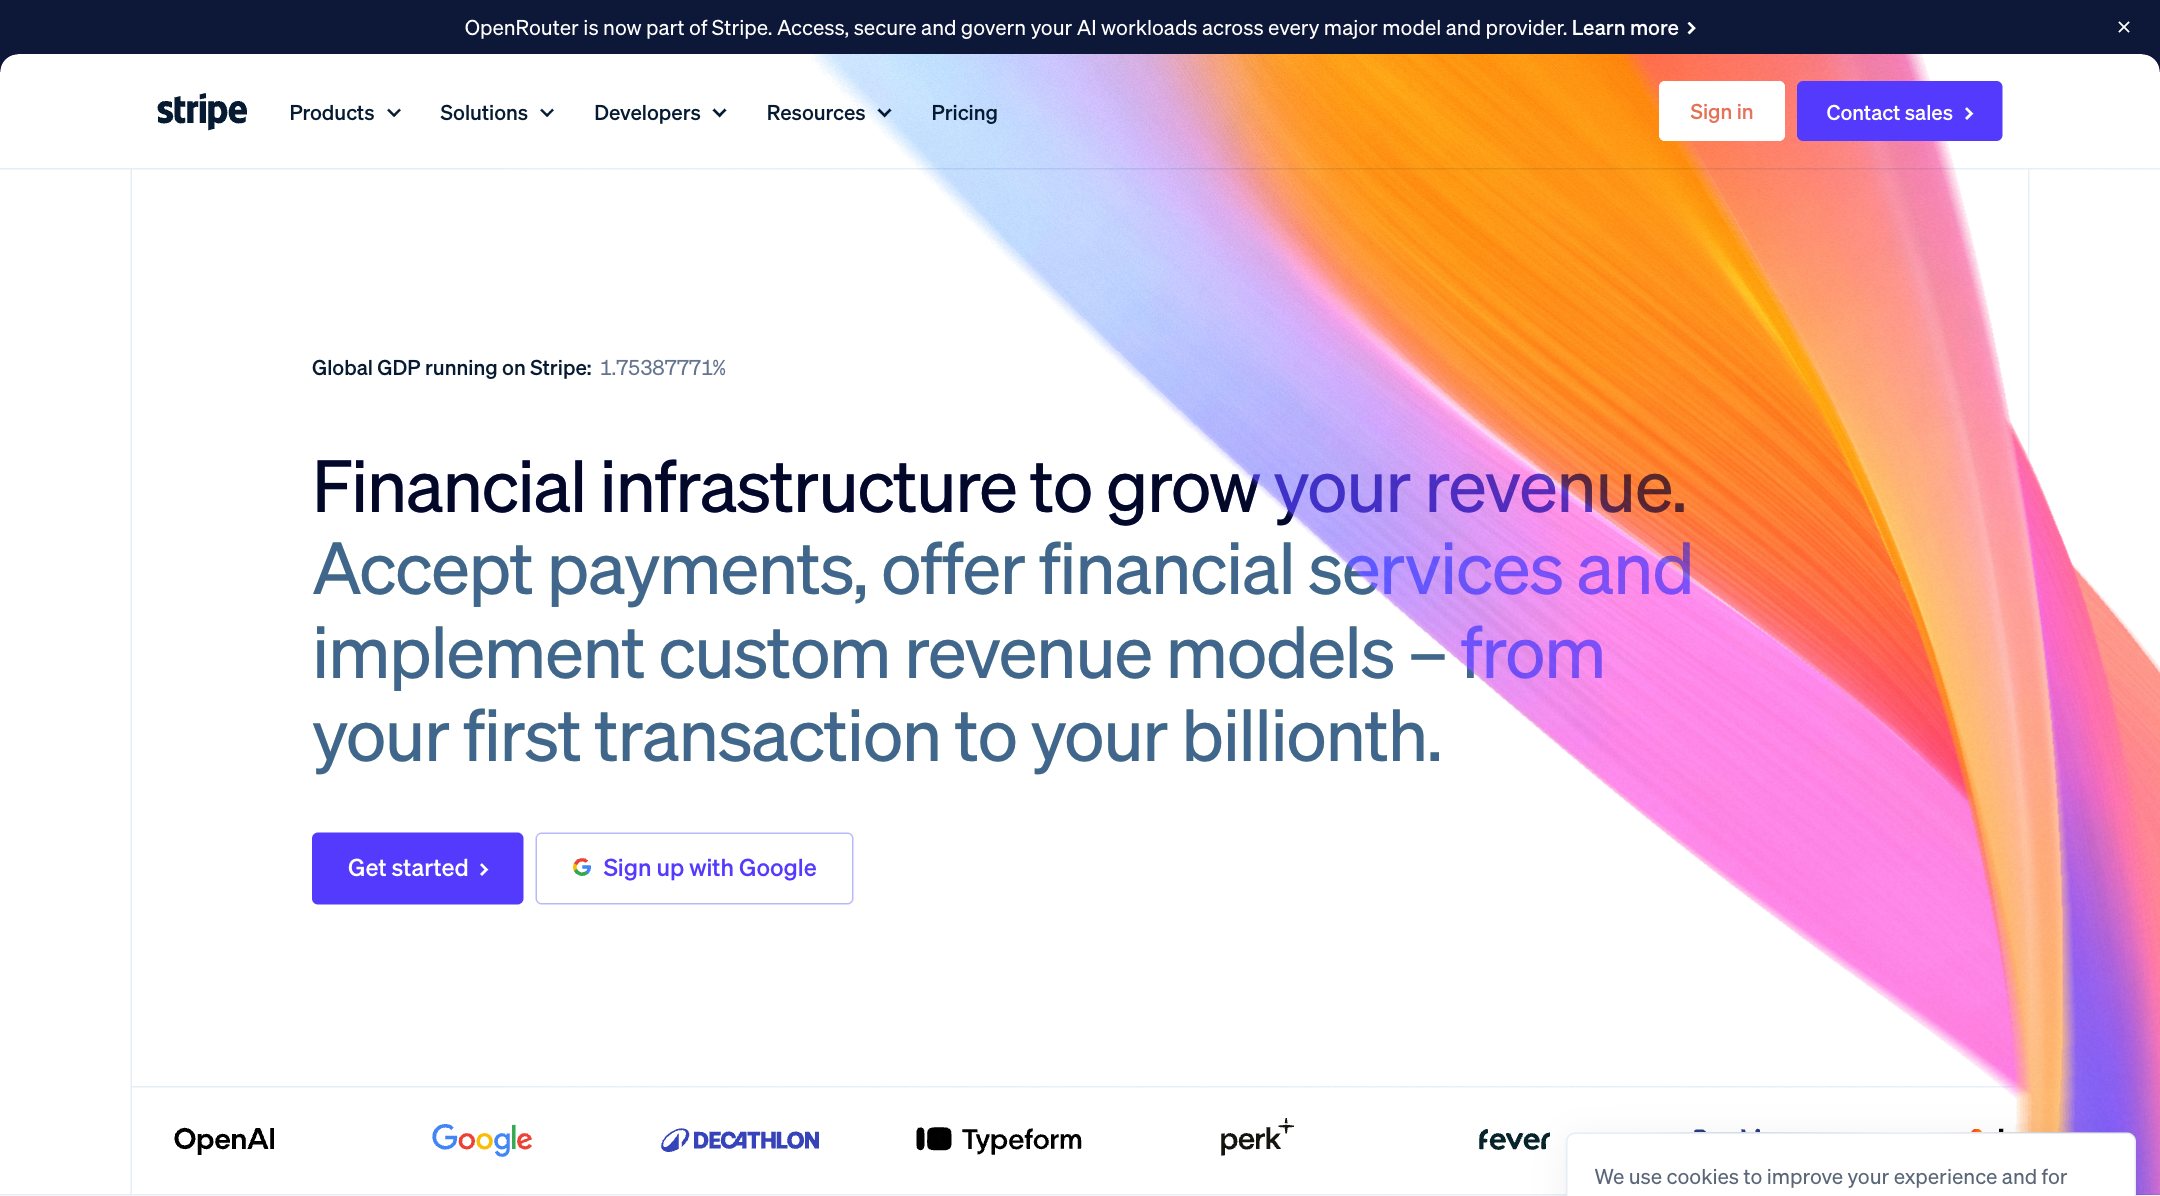 OpenRouter is now part of Stripe. Access, secure and govern your AI workloads across every major model and provider. Learn more
stripe Products Solutions Developers Resources Pricing Sign in Contact sales
Global GDP running on Stripe: 1.75387771%
Financial infrastructure to grow your revenue.
Accept payments, offer financial services and
implement custom revenue models – from
your first transaction to your billionth.
Get started Sign up with Google
OpenAI Google DECATHLON Typeform perk+ fever
We use cookies to improve your experience and for